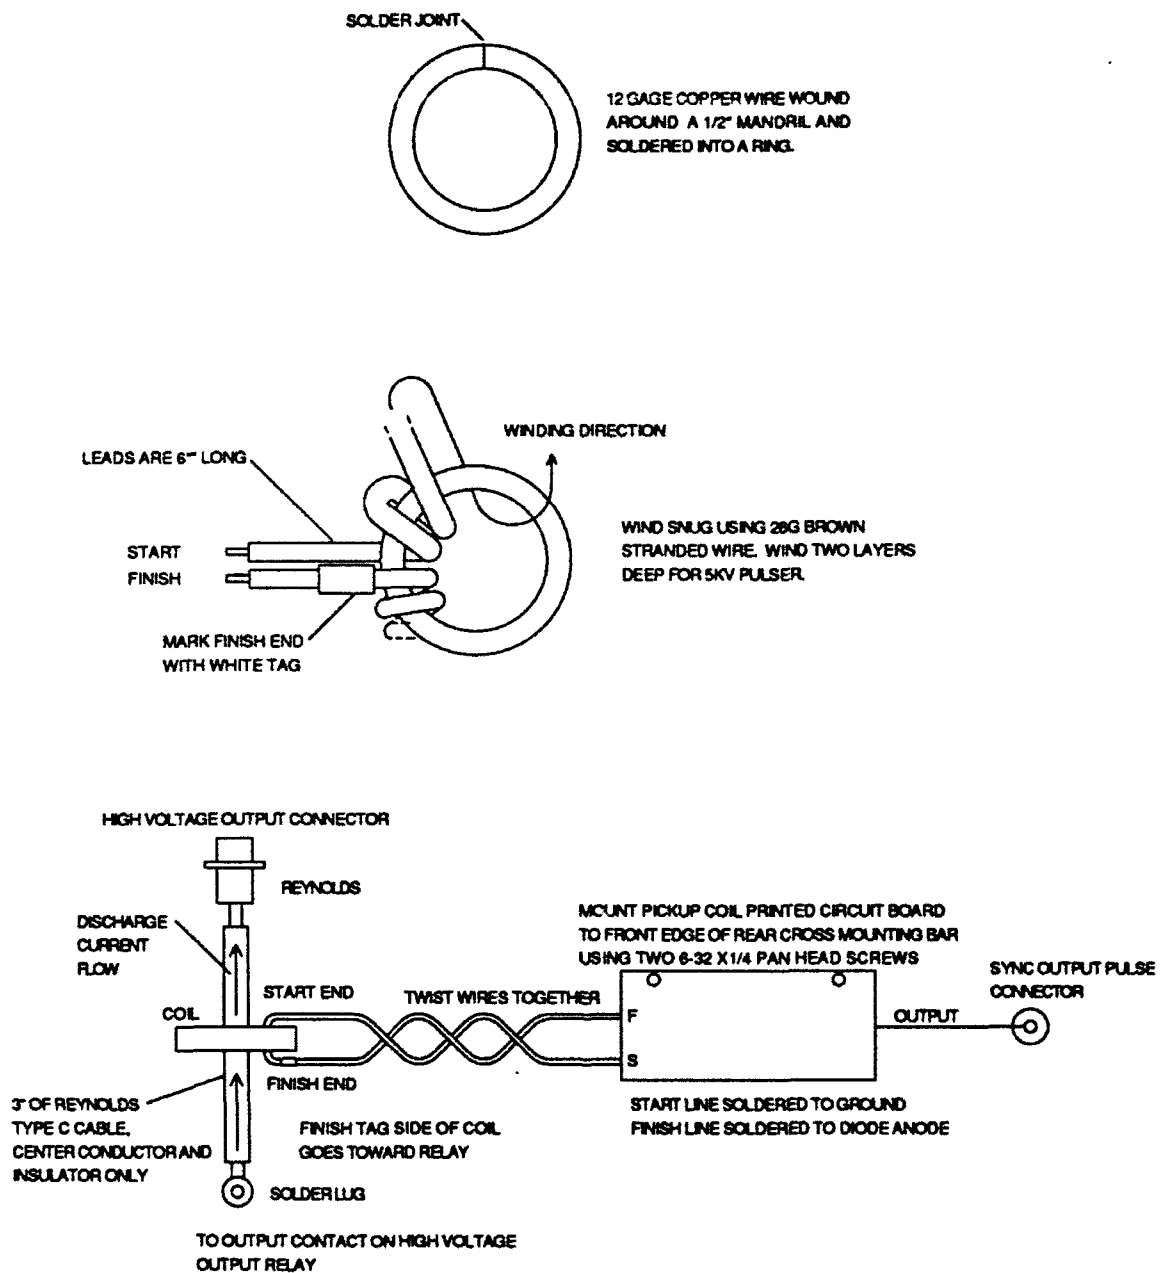 SOLDER JOINT
12 GAGE COPPER WIRE WOUND
AROUND A 1/2" MANDRIL AND
SOLDERED INTO A RING.
WINDING DIRECTION
LEADS ARE 6"" LONG
START
FINISH
WIND SNUG USING 28G BROWN
STRANDED WIRE. WIND TWO LAYERS
DEEP FOR 5KV PULSER.
MARK FINISH END
WITH WHITE TAG
HIGH VOLTAGE OUTPUT CONNECTOR
REYNOLDS
DISCHARGE
CURRENT
FLOW
MOUNT PICKUP COIL PRINTED CIRCUIT BOARD
TO FRONT EDGE OF REAR CROSS MOUNTING BAR
USING TWO 6-32 X 1/4 PAN HEAD SCREWS
SYNC OUTPUT PULSE
CONNECTOR
START END
TWIST WIRES TOGETHER
COIL
F
OUTPUT
S
FINISH END
3" OF REYNOLDS
TYPE C CABLE,
CENTER CONDUCTOR AND
INSULATOR ONLY
FINISH TAG SIDE OF COIL
GOES TOWARD RELAY
START LINE SOLDERED TO GROUND
FINISH LINE SOLDERED TO DIODE ANODE
SOLDER LUG
TO OUTPUT CONTACT ON HIGH VOLTAGE
OUTPUT RELAY